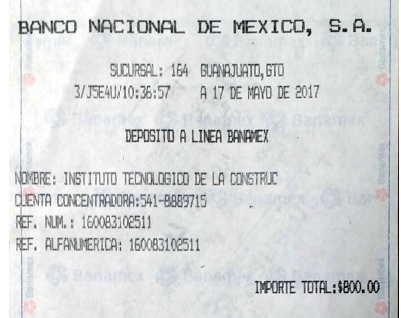 BANCO NACIONAL DE MEXICO, S.A.
SUCURSAL: 164 GUANAJUATO,GTO
3/J5E4U/10:36:57 A 17 DE MAYO DE 2017
DEPOSITO A LINEA BANAMEX
NOMBRE: INSTITUTO TECNOLOGICO DE LA CONSTRUC
CUENTA CONCENTRADORA:541-8889715
REF. NUM.: 160083102511
REF. ALFANUMERICA: 160083102511
IMPORTE TOTAL:$800.00